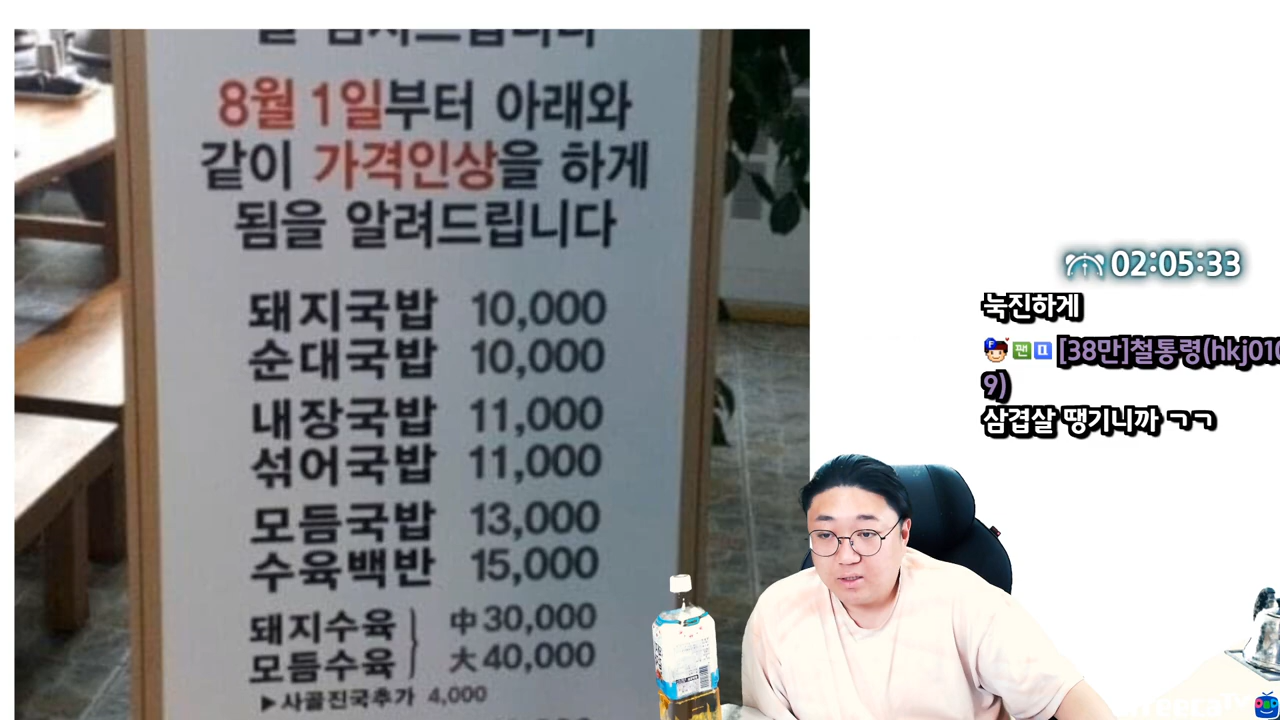 8월 1일부터 아래와
같이 가격인상을 하게
됨을 알려드립니다
돼지국밥 10,000
순대국밥 10,000
내장국밥 11,000
섞어국밥 11,000
모듬국밥 13,000
수육백반 15,000
돼지수육 中 30,000
모듬수육 大 40,000
▶사골진국추가 4,000
02:05:33
눅진하게
[38만]철통령(hkj010
9)
삼겹살 땡기니까 ㄱㄱ